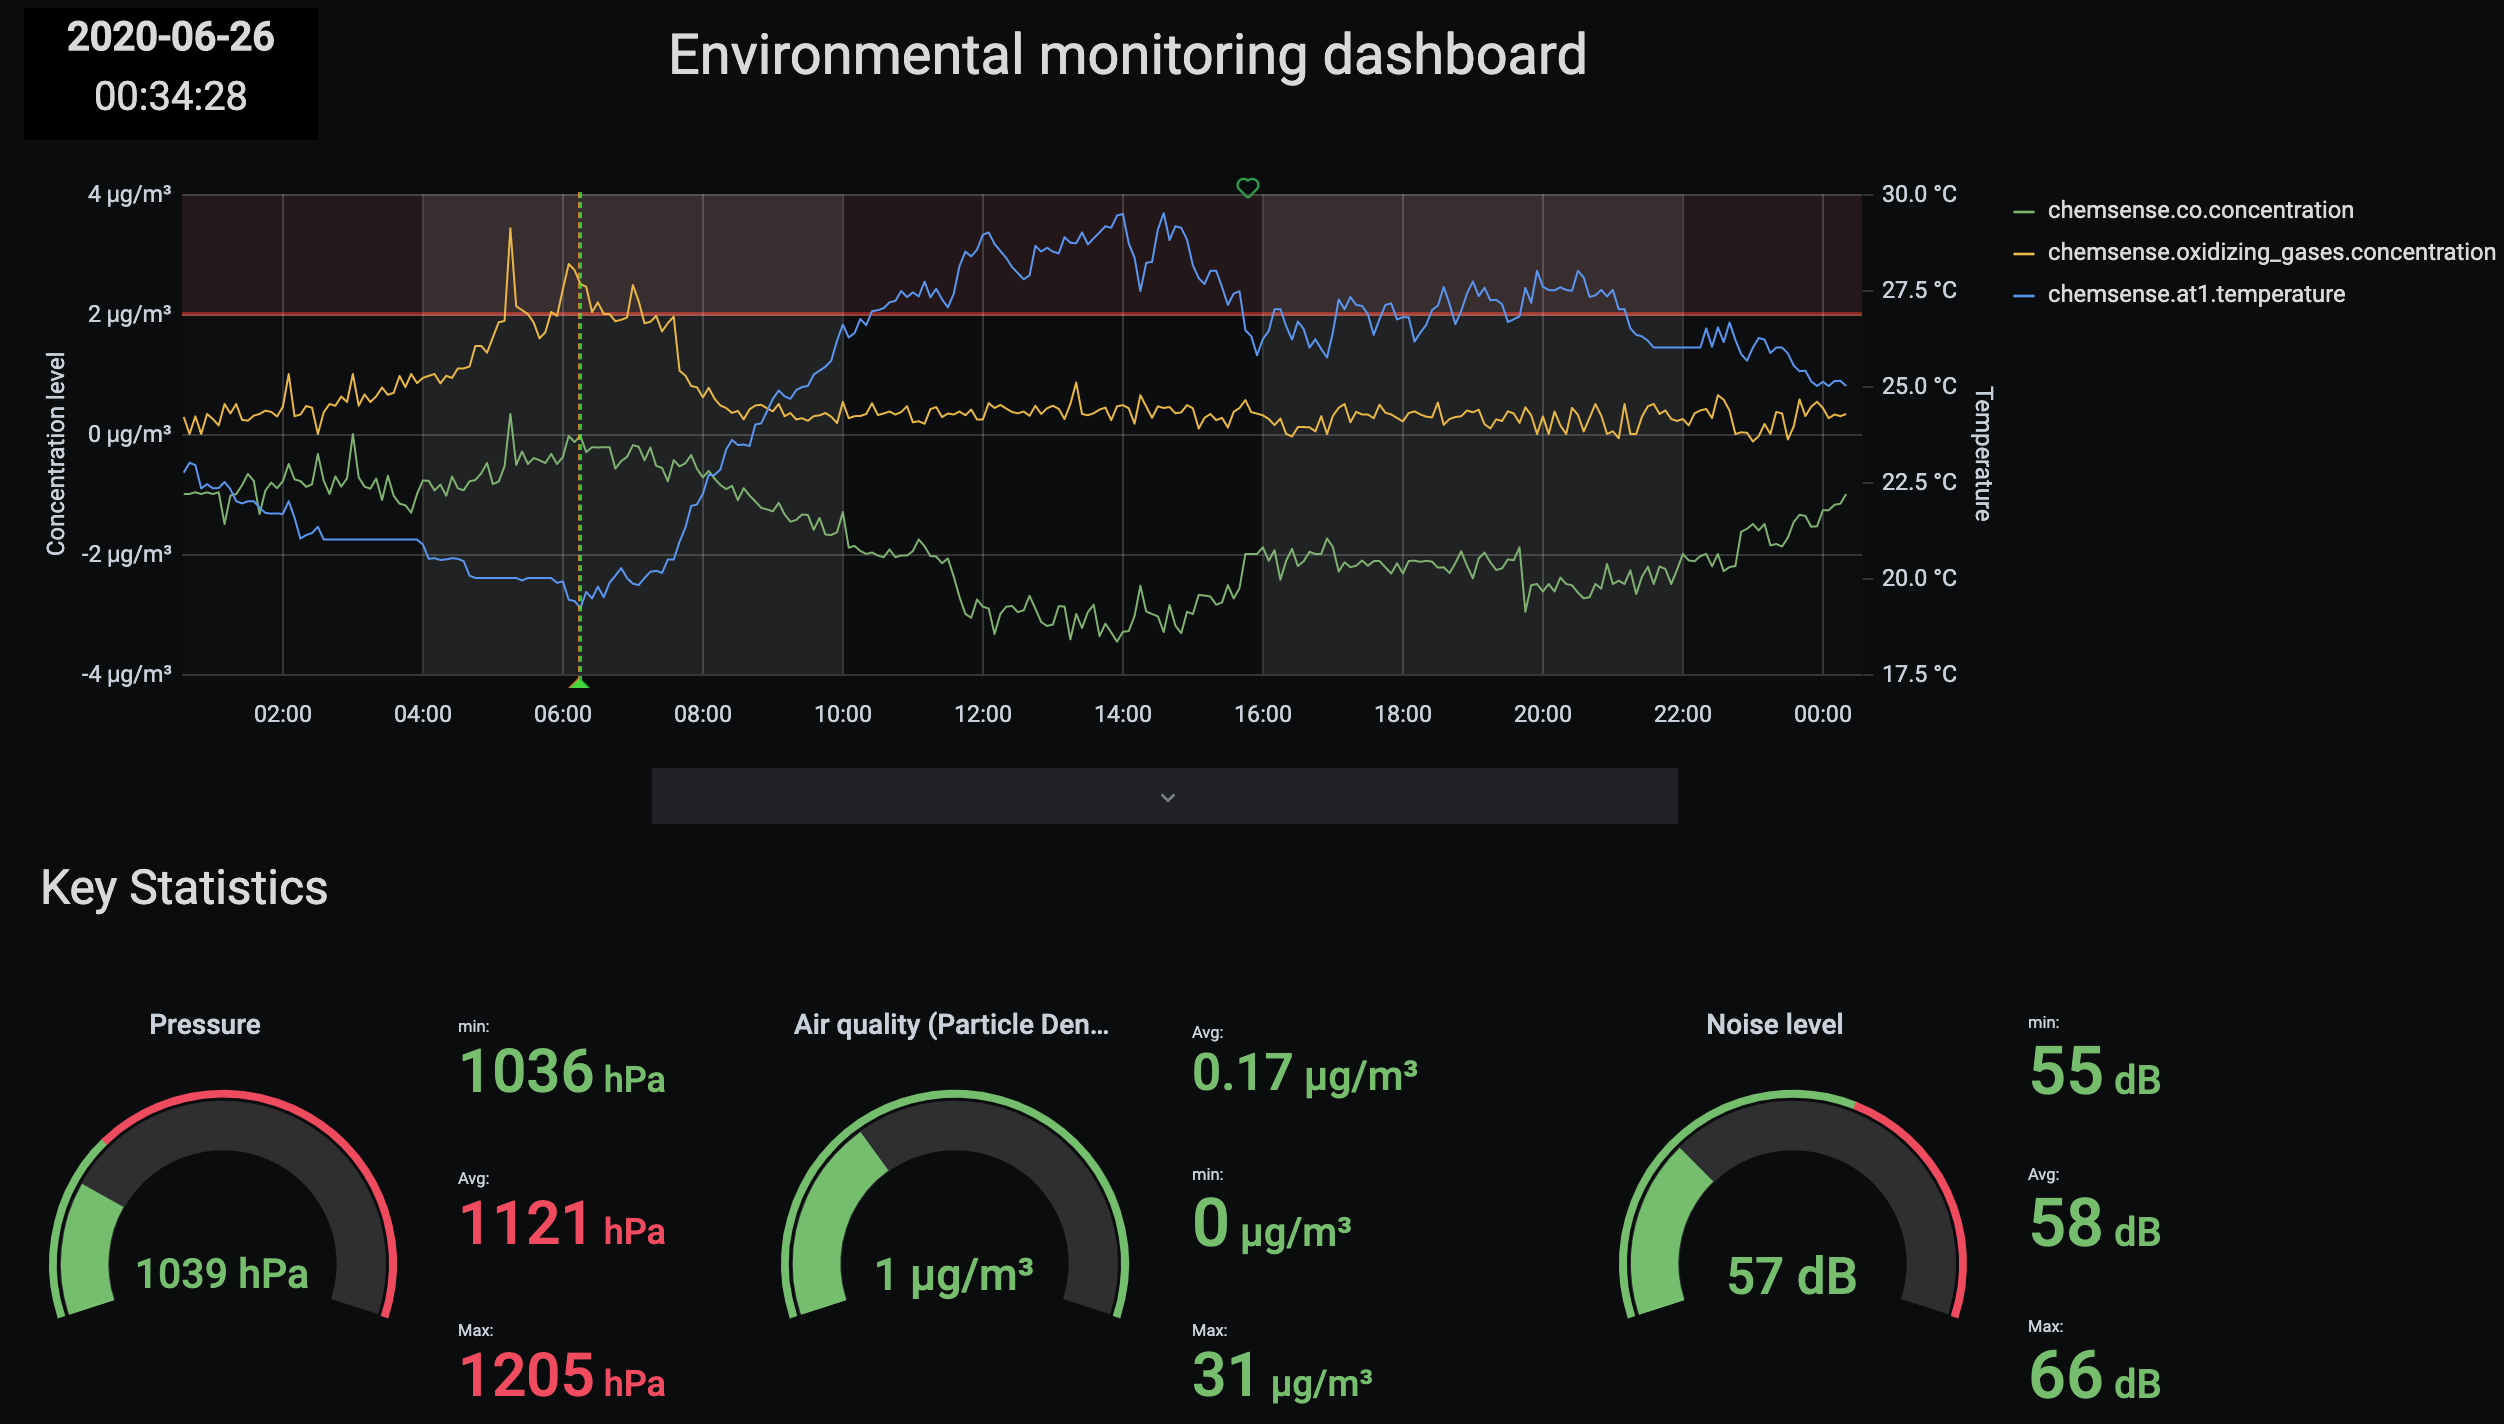 2020-06-26
00:34:28
Environmental monitoring dashboard
4 µg/m³
2 µg/m³
0 µg/m³
-2 µg/m³
-4 µg/m³
Concentration level
30.0 °C
27.5 °C
25.0 °C
22.5 °C
20.0 °C
17.5 °C
Temperature
chemsense.co.concentration
chemsense.oxidizing_gases.concentration
chemsense.at1.temperature
02:00 04:00 06:00 08:00 10:00 12:00 14:00 16:00 18:00 20:00 22:00 00:00
Key Statistics
Pressure
1039 hPa
min:
1036 hPa
Avg:
1121 hPa
Max:
1205 hPa
Air quality (Particle Den...
1 µg/m³
Avg:
0.17 µg/m³
min:
0 µg/m³
Max:
31 µg/m³
Noise level
57 dB
min:
55 dB
Avg:
58 dB
Max:
66 dB